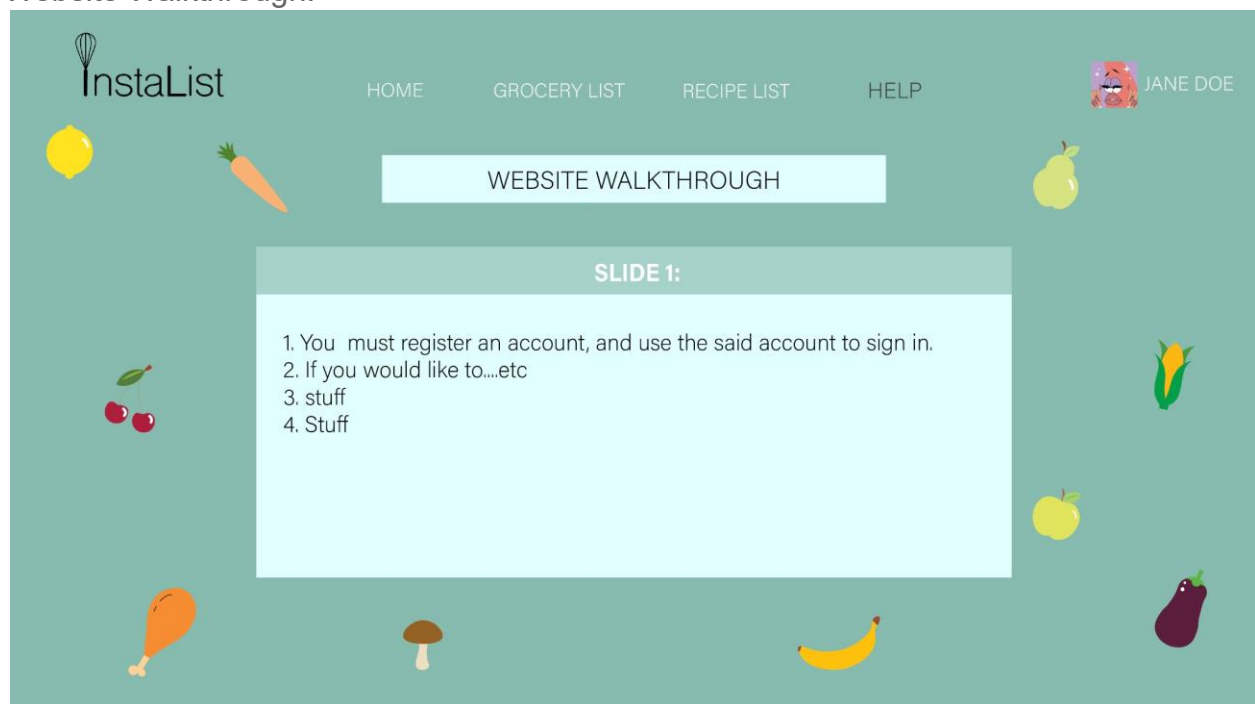 InstaList
HOME GROCERY LIST RECIPE LIST HELP JANE DOE
WEBSITE WALKTHROUGH
SLIDE 1:
1. You must register an account, and use the said account to sign in.
2. If you would like to....etc
3. stuff
4. Stuff